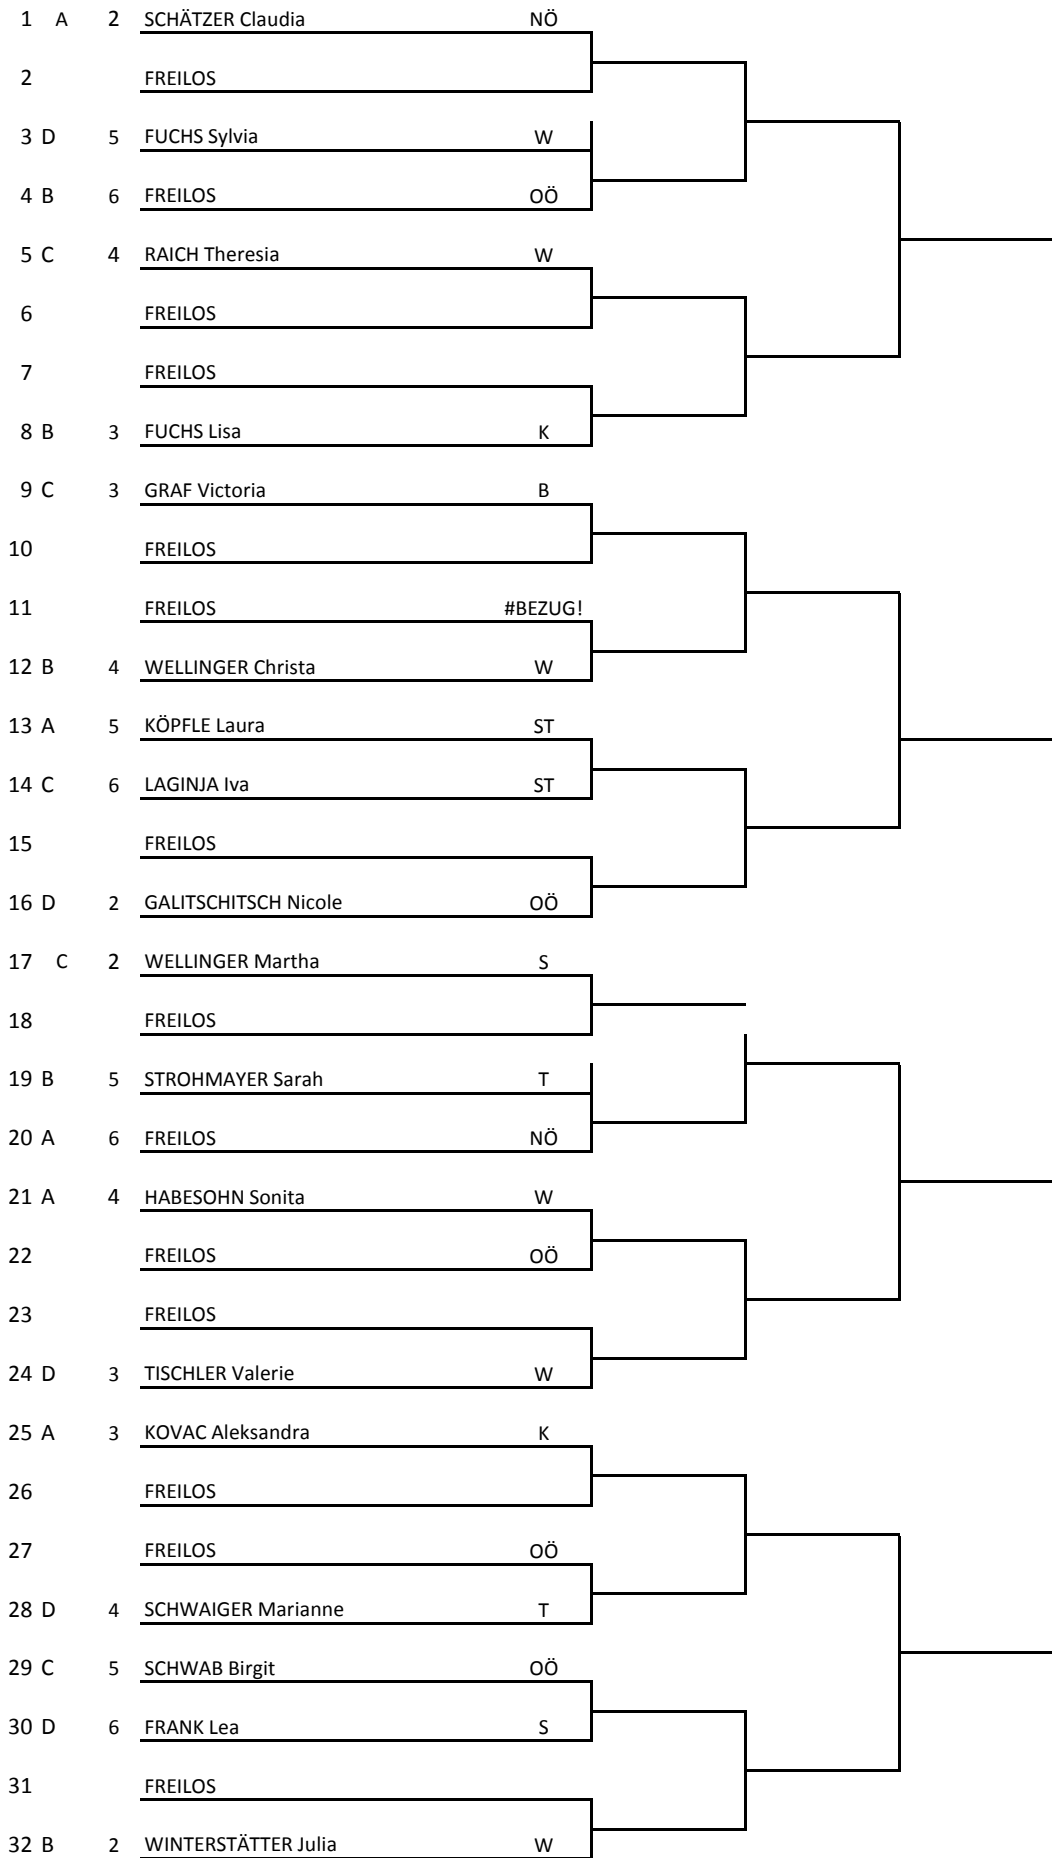 1 A 2 SCHÄTZER Claudia NÖ
2 FREILOS
3 D 5 FUCHS Sylvia W
4 B 6 FREILOS OÖ
5 C 4 RAICH Theresia W
6 FREILOS
7 FREILOS
8 B 3 FUCHS Lisa K
9 C 3 GRAF Victoria B
10 FREILOS
11 FREILOS #BEZUG!
12 B 4 WELLINGER Christa W
13 A 5 KÖPFLE Laura ST
14 C 6 LAGINJA Iva ST
15 FREILOS
16 D 2 GALITSCHITSCH Nicole OÖ
17 C 2 WELLINGER Martha S
18 FREILOS
19 B 5 STROHMAYER Sarah T
20 A 6 FREILOS NÖ
21 A 4 HABESOHN Sonita W
22 FREILOS OÖ
23 FREILOS
24 D 3 TISCHLER Valerie W
25 A 3 KOVAC Aleksandra K
26 FREILOS
27 FREILOS OÖ
28 D 4 SCHWAIGER Marianne T
29 C 5 SCHWAB Birgit OÖ
30 D 6 FRANK Lea S
31 FREILOS
32 B 2 WINTERSTÄTTER Julia W